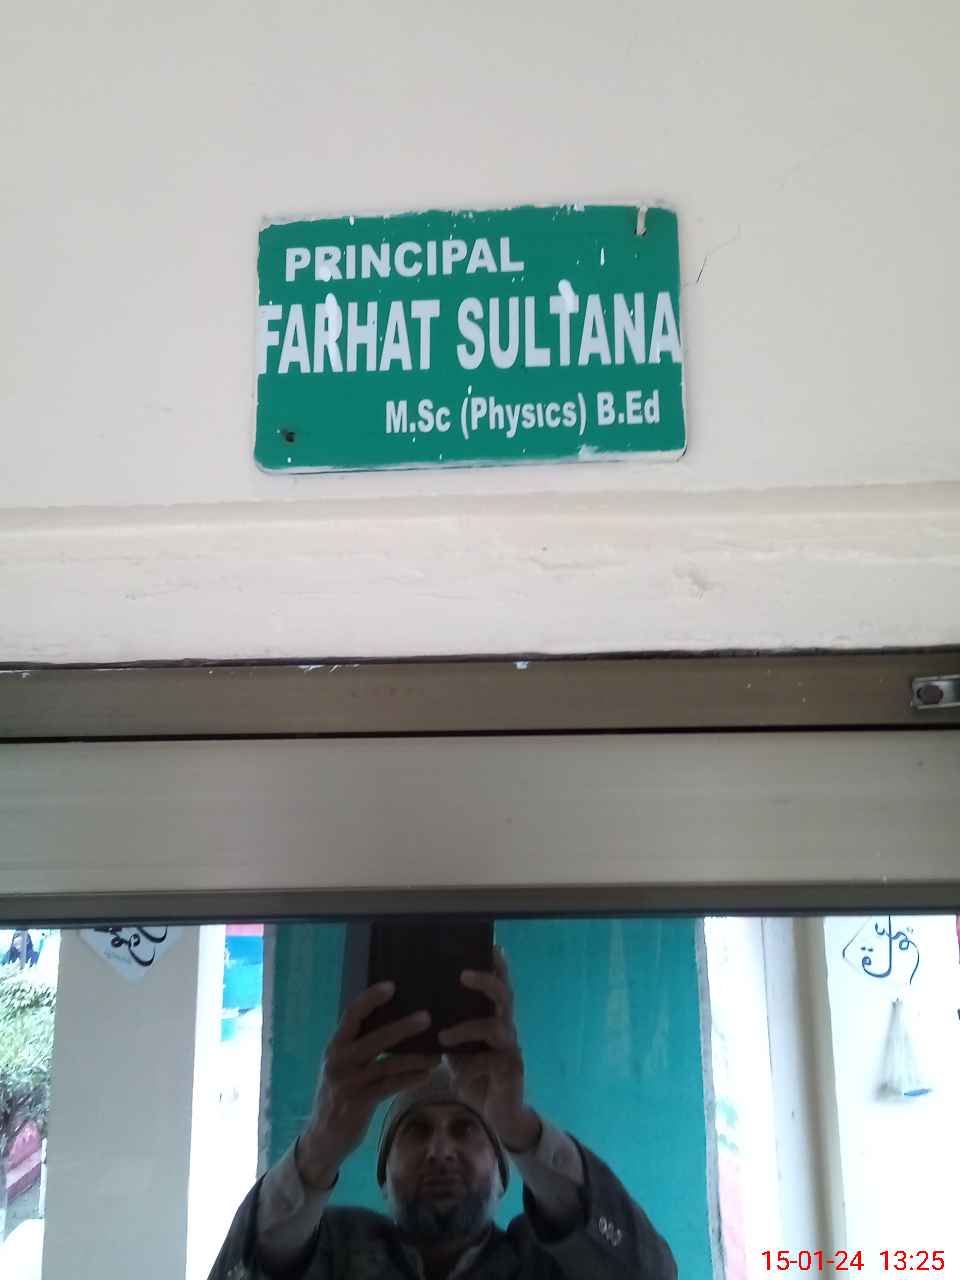 PRINCIPAL
FARHAT SULTANA
M.Sc (Physics) B.Ed
15-01-24 13:25